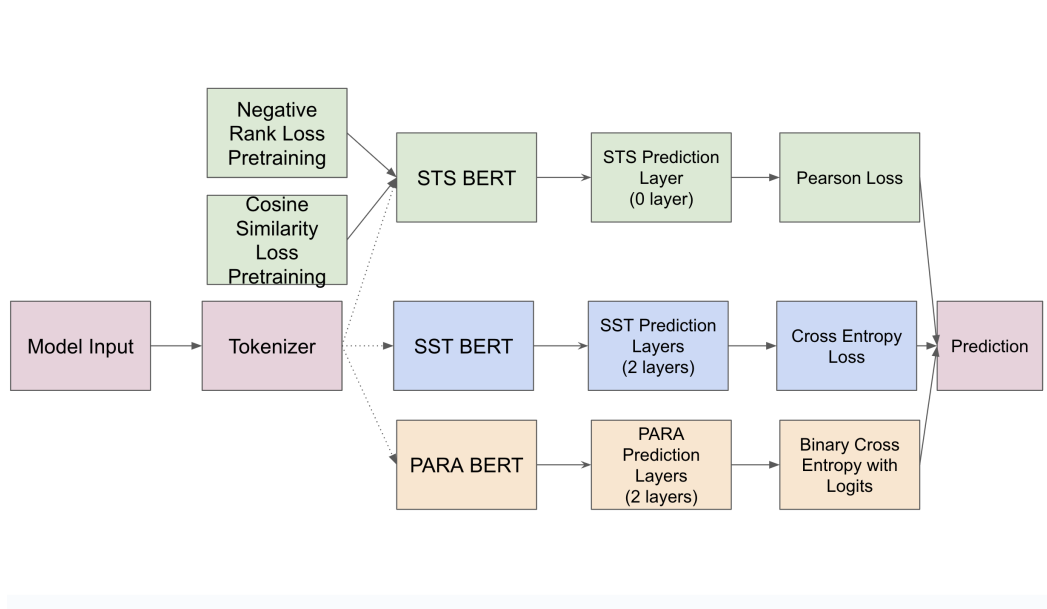 Negative
Rank Loss
Pretraining
Cosine
Similarity
Loss
Pretraining
STS BERT
STS Prediction
Layer
(0 layer)
Pearson Loss
Model Input
Tokenizer
SST BERT
SST Prediction
Layers
(2 layers)
Cross Entropy
Loss
Prediction
PARA BERT
PARA
Prediction
Layers
(2 layers)
Binary Cross
Entropy with
Logits